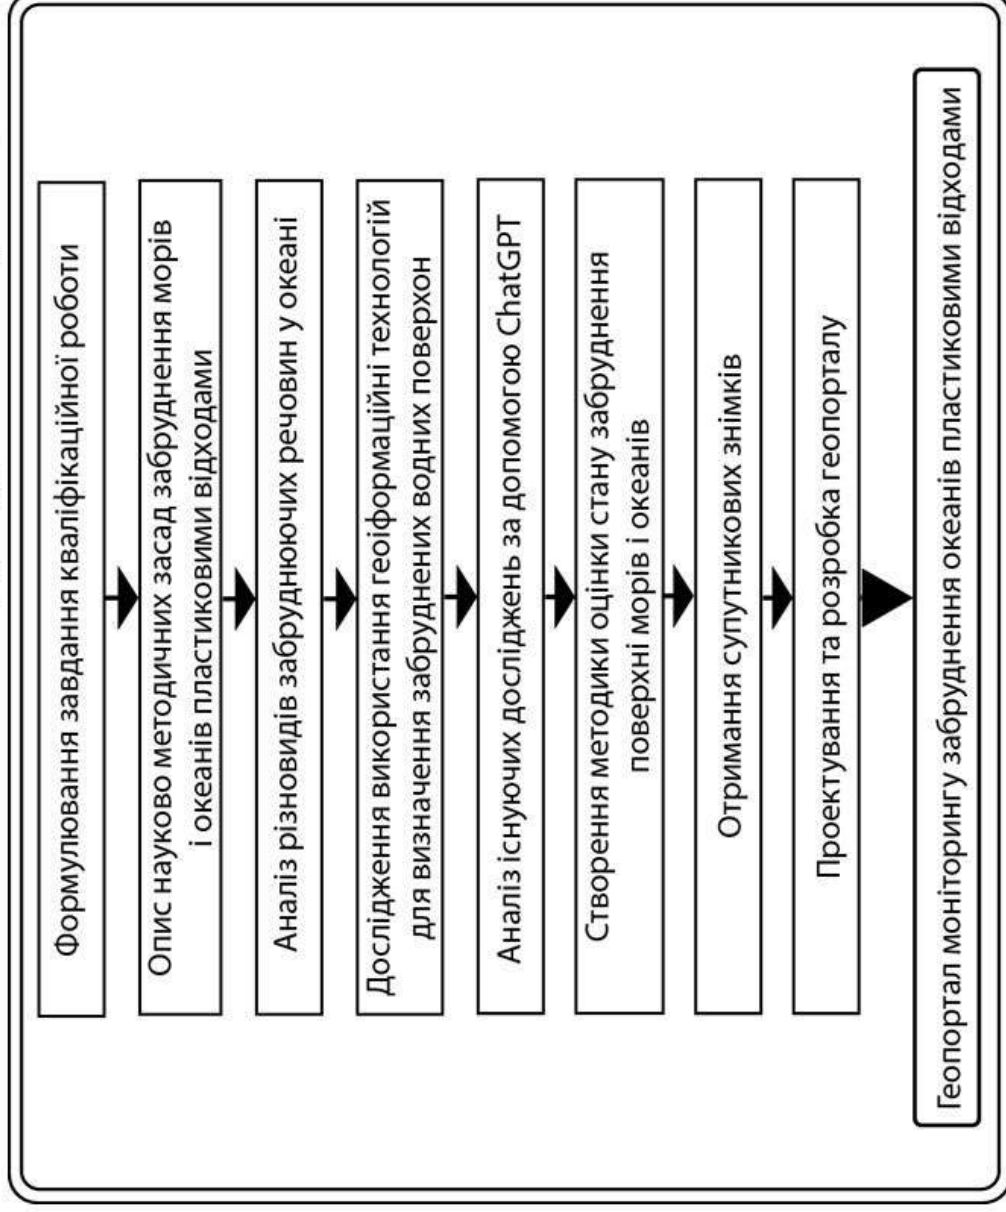 Формулювання завдання кваліфікаційної роботи
Опис науково методичних засад забруднення морів
і океанів пластиковими відходами
Аналіз різновидів забруднюючих речовин у океані
Дослідження використання геоіформаційні технологій
для визначення забруднених водних поверхон
Аналіз існуючих досліджень за допомогою ChatGPT
Створення методики оцінки стану забруднення
поверхні морів і океанів
Отримання супутникових знімків
Проектування та розробка геопорталу
Геопортал моніторингу забруднення океанів пластиковими відходами